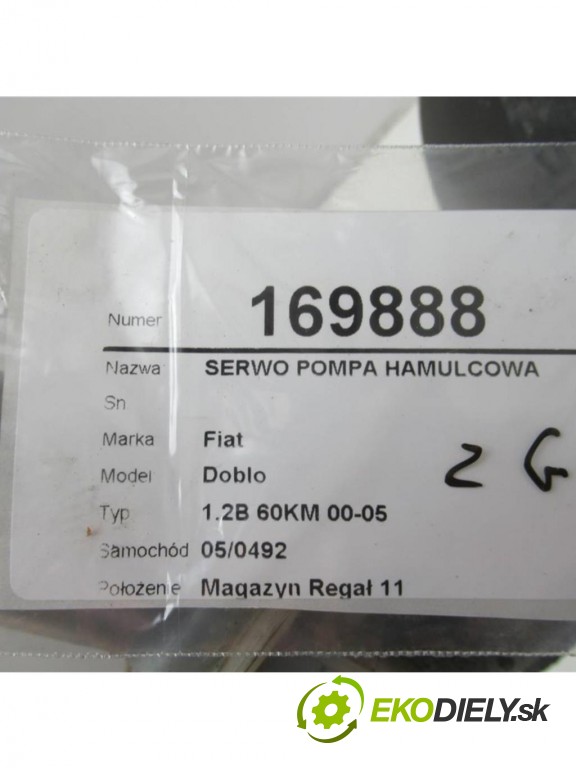 Numer 169888
Nazwa SERWO POMPA HAMULCOWA
Sn
Marka Fiat
Model Doblo 2 G
Typ 1.2B 60KM 00-05
Samochód 05/0492
Położenie Magazyn Regał 11
EKODIELY.sk